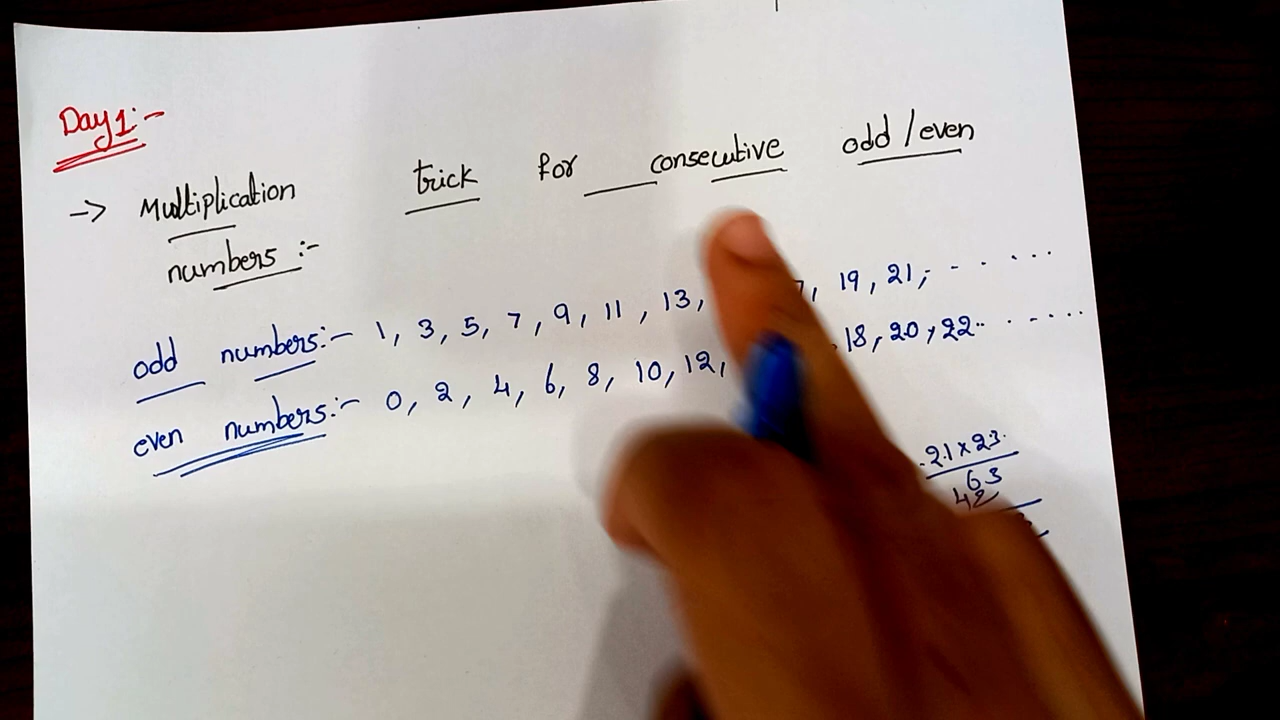 Day 1:-
-> Multiplication trick for consecutive odd / even
numbers :-
odd numbers:- 1, 3, 5, 7, 9, 11, 13, 7, 19, 21, - - . . . . .
even numbers:- 0, 2, 4, 6, 8, 10, 12, 18, 20, 22.. . . . . . .
21 x 23
63
42